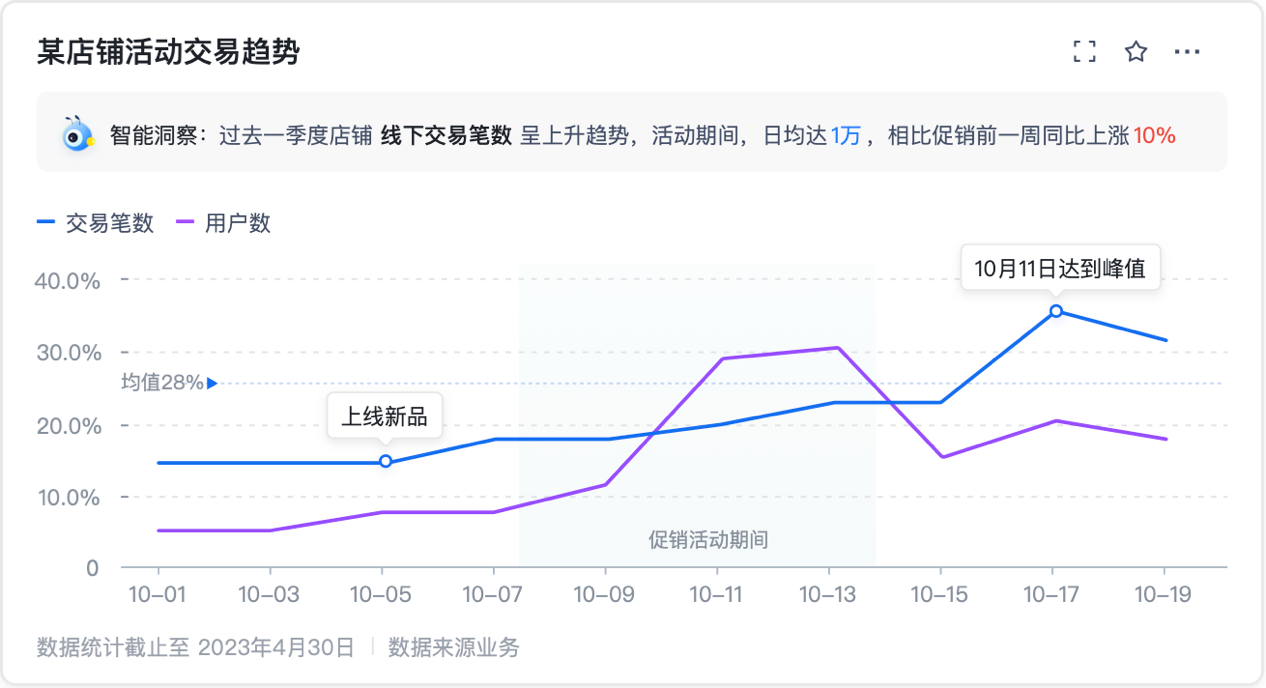 某店铺活动交易趋势
智能洞察：过去一季度店铺 线下交易笔数 呈上升趋势，活动期间，日均达 1万，相比促销前一周同比上涨 10%
交易笔数 用户数
10月11日达到峰值
40.0%
30.0%
均值28%
上线新品
20.0%
10.0%
促销活动期间
0
10–01 10–03 10–05 10–07 10–09 10–11 10–13 10–15 10–17 10–19
数据统计截止至 2023年4月30日 | 数据来源业务